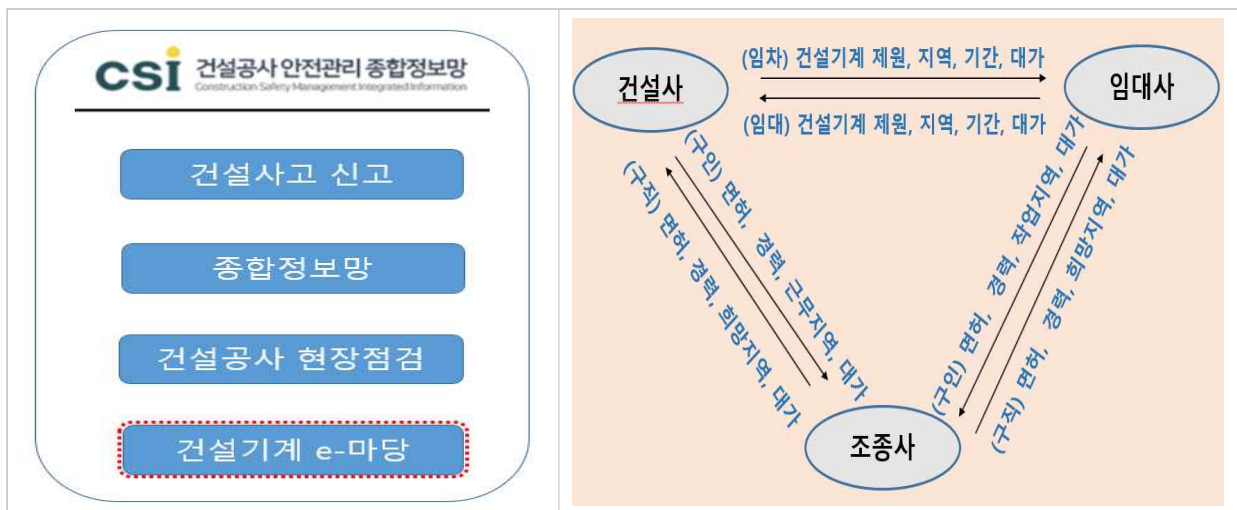 CSI 건설공사 안전관리 종합정보망
Construction Safety Management Integrated Information
건설사고 신고
종합정보망
건설공사 현장점검
건설기계 e-마당
건설사
임대사
조종사
(임차) 건설기계 제원, 지역, 기간, 대가
(임대) 건설기계 제원, 지역, 기간, 대가
(구인) 면허, 경력, 근무지역, 대가
(구직) 면허, 경력, 희망지역, 대가
(구인) 면허, 경력, 작업지역, 대가
(구직) 면허, 경력, 희망지역, 대가